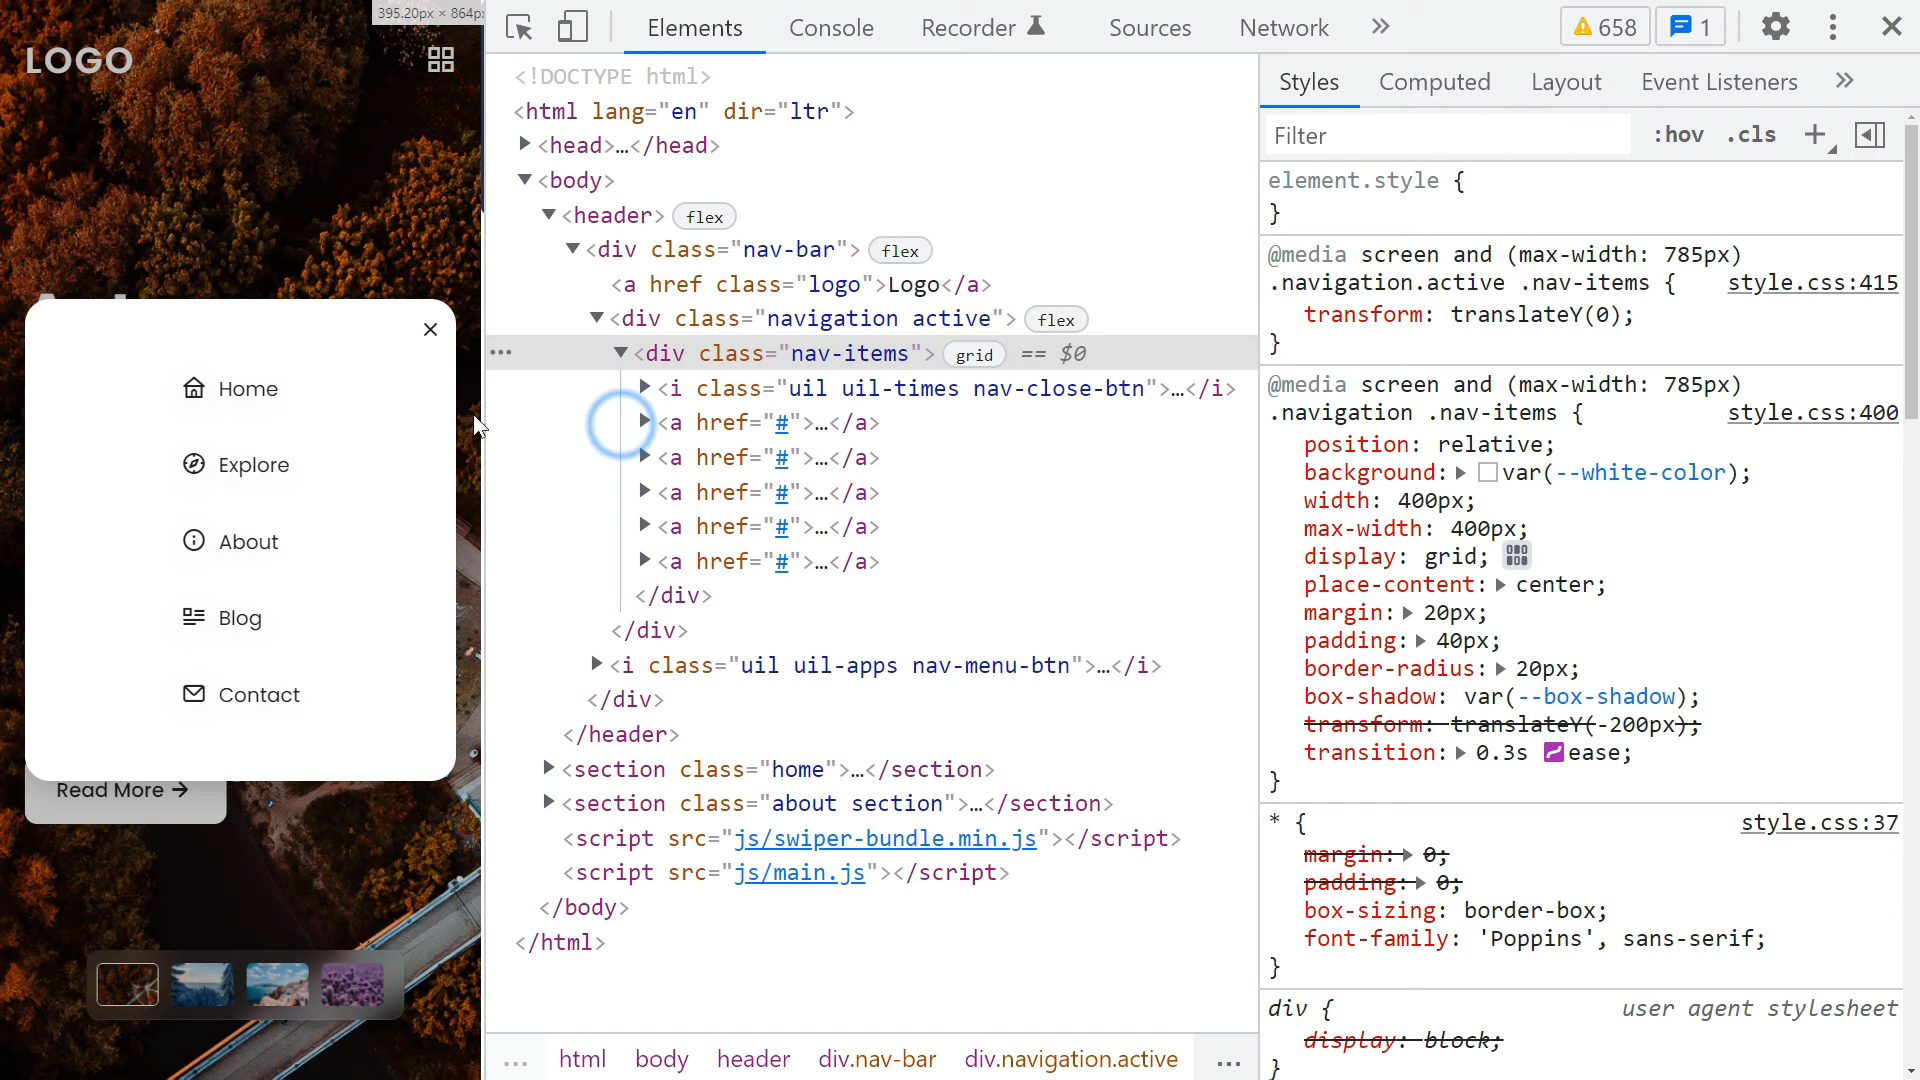 395.20px × 864px
LOGO
Home
Explore
About
Blog
Contact
Read More
Elements
Console
Recorder
Sources
Network
658
1
<!DOCTYPE html>
<html lang="en" dir="ltr">
<head>…</head>
<body>
<header> flex
<div class="nav-bar"> flex
<a href class="logo">Logo</a>
<div class="navigation active"> flex
<div class="nav-items"> grid == $0
<i class="uil uil-times nav-close-btn">…</i>
<a href="#">…</a>
<a href="#">…</a>
<a href="#">…</a>
<a href="#">…</a>
<a href="#">…</a>
</div>
</div>
<i class="uil uil-apps nav-menu-btn">…</i>
</div>
</header>
<section class="home">…</section>
<section class="about section">…</section>
<script src="js/swiper-bundle.min.js"></script>
<script src="js/main.js"></script>
</body>
</html>
... html body header div.nav-bar div.navigation.active ...
Styles
Computed
Layout
Event Listeners
Filter
:hov .cls
element.style {
}
@media screen and (max-width: 785px)
.navigation.active .nav-items { style.css:415
transform: translateY(0);
}
@media screen and (max-width: 785px)
.navigation .nav-items { style.css:400
position: relative;
background: var(--white-color);
width: 400px;
max-width: 400px;
display: grid;
place-content: center;
margin: 20px;
padding: 40px;
border-radius: 20px;
box-shadow: var(--box-shadow);
transform: translateY(-200px);
transition: 0.3s ease;
}
* { style.css:37
margin: 0;
padding: 0;
box-sizing: border-box;
font-family: 'Poppins', sans-serif;
}
div { user agent stylesheet
display: block;
}